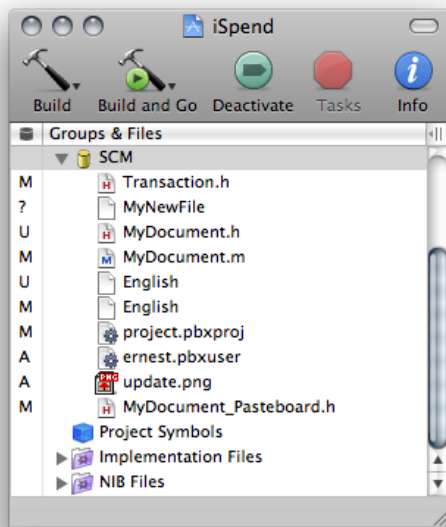 iSpend
Build Build and Go Deactivate Tasks Info
Groups & Files
SCM
M Transaction.h
? MyNewFile
U MyDocument.h
M MyDocument.m
U English
M English
M project.pbxproj
A ernest.pbxuser
A update.png
M MyDocument_Pasteboard.h
Project Symbols
Implementation Files
NIB Files